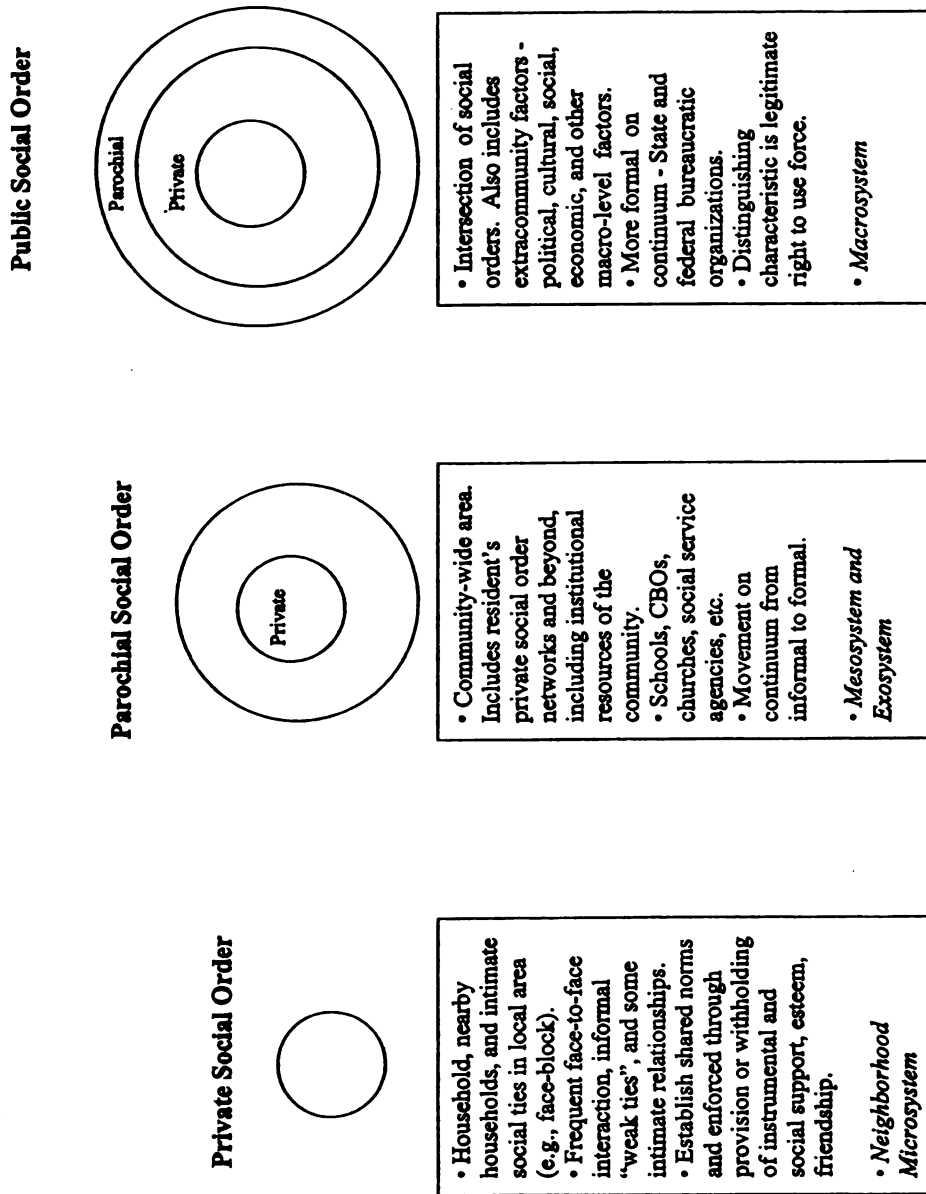 Private Social Order
• Household, nearby
households, and intimate
social ties in local area
(e.g., face-block).
• Frequent face-to-face
interaction, informal
“weak ties”, and some
intimate relationships.
• Establish shared norms
and enforced through
provision or withholding
of instrumental and
social support, esteem,
friendship.
• Neighborhood
Microsystem
Parochial Social Order
Private
• Community-wide area.
Includes resident's
private social order
networks and beyond,
including institutional
resources of the
community.
• Schools, CBOs,
churches, social service
agencies, etc.
• Movement on
continuum from
informal to formal.
• Mesosystem and
Exosystem
Public Social Order
Parochial
Private
• Intersection of social
orders. Also includes
extracommunity factors -
political, cultural, social,
economic, and other
macro-level factors.
• More formal on
continuum - State and
federal bureaucratic
organizations.
• Distinguishing
characteristic is legitimate
right to use force.
• Macrosystem